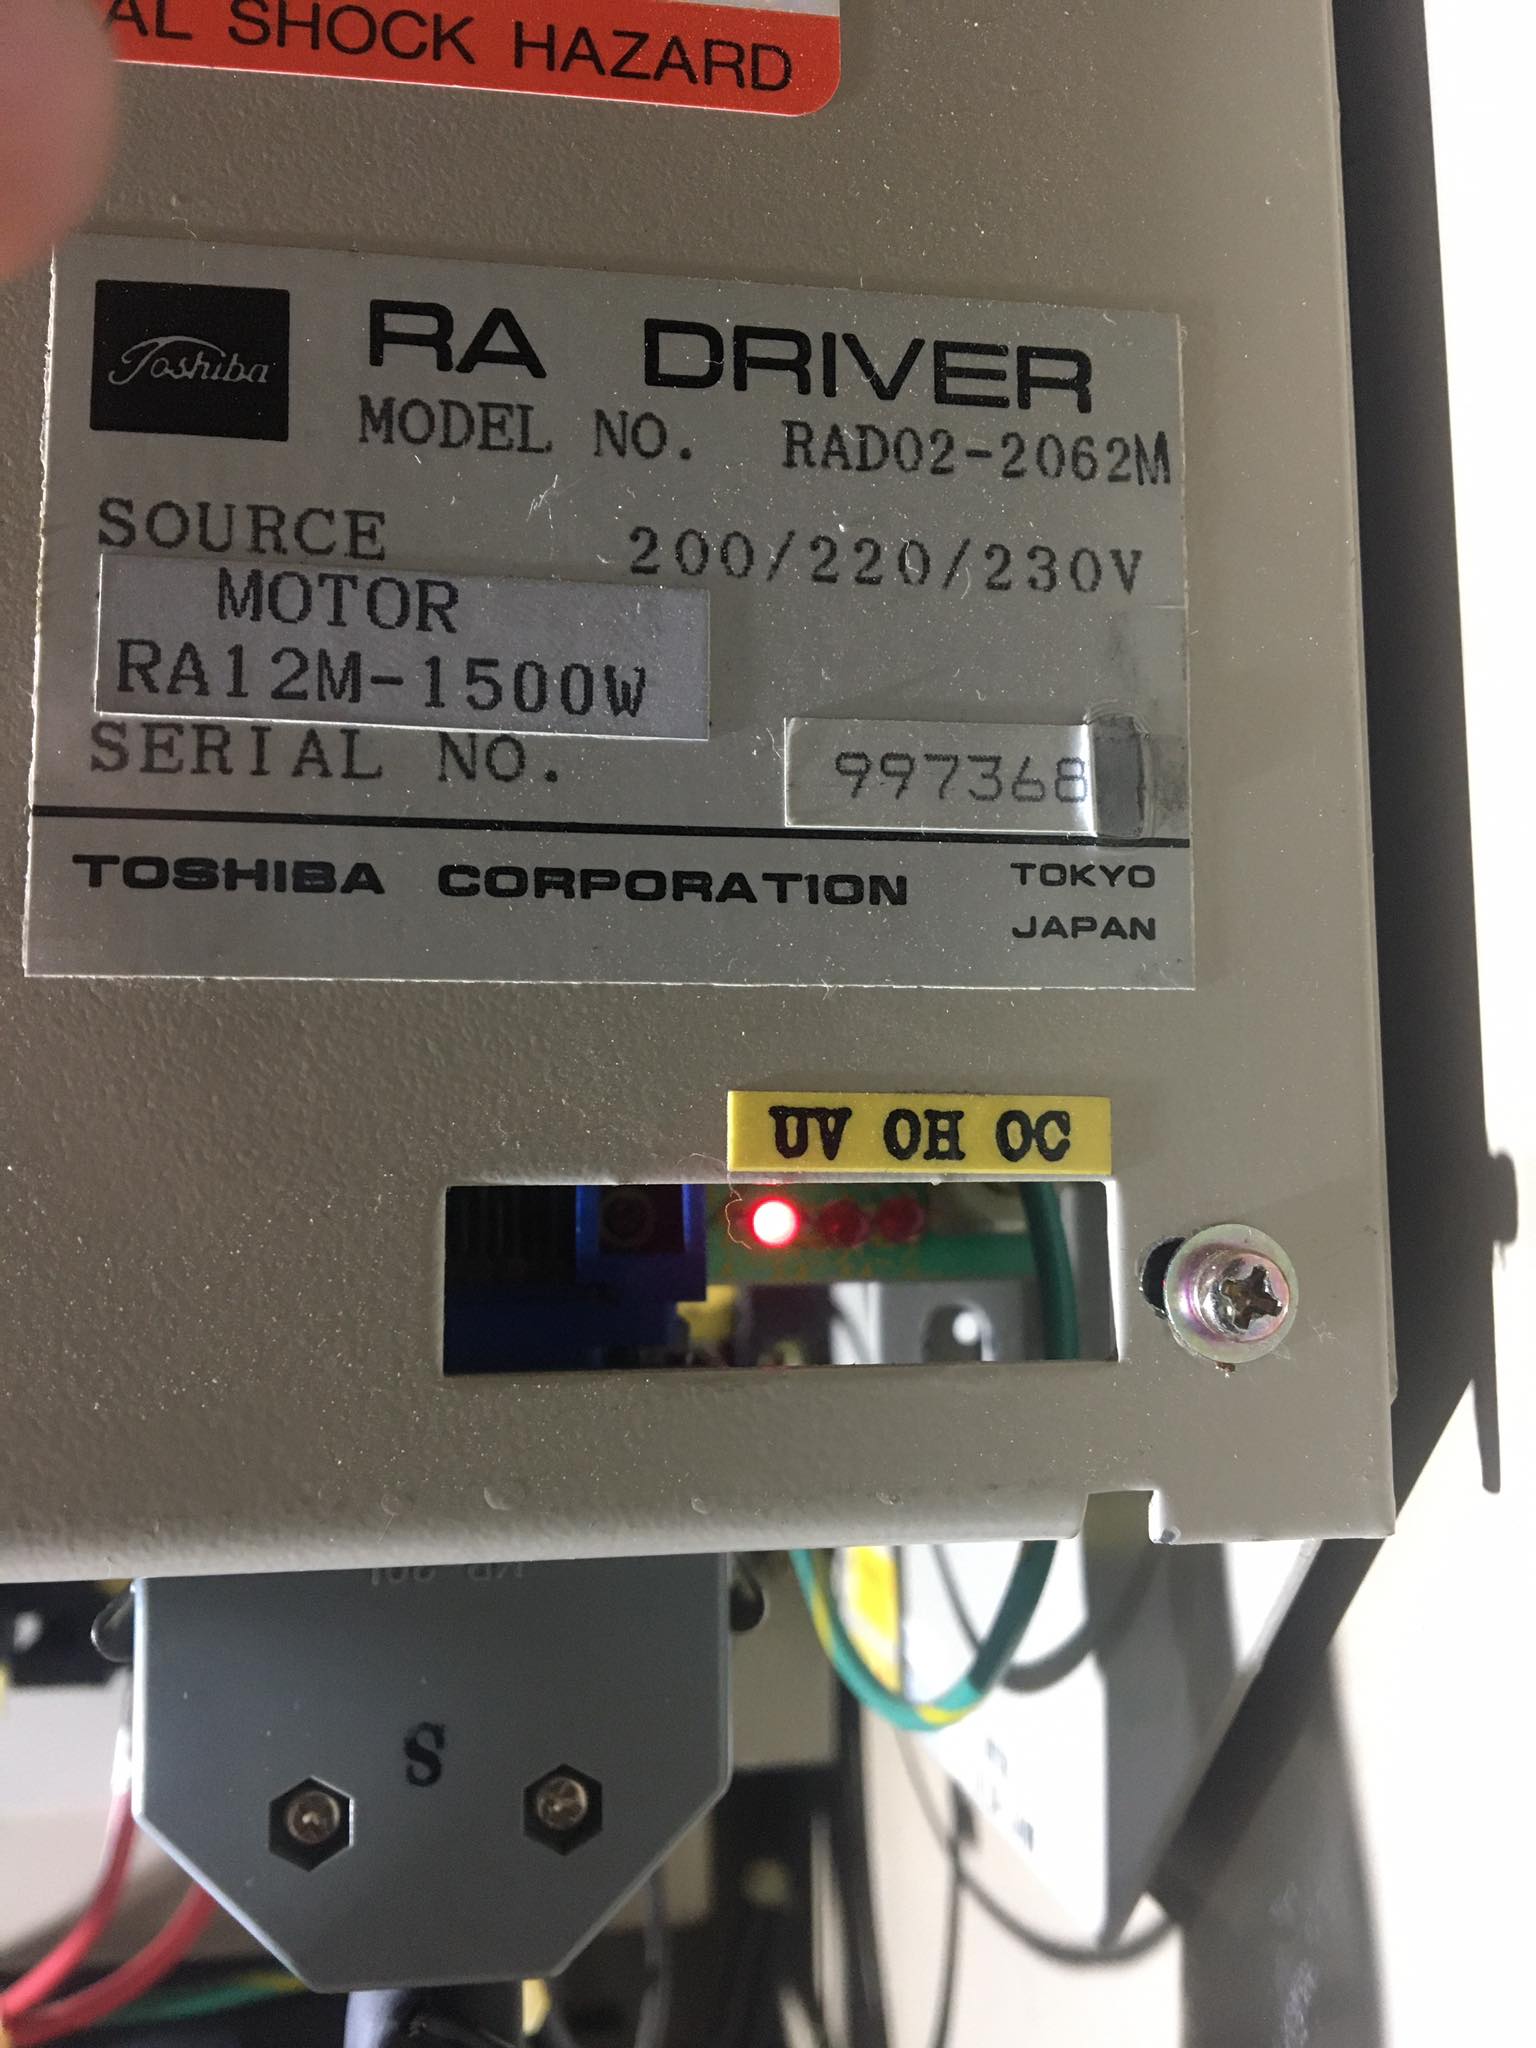 AL SHOCK HAZARD
Toshiba
RA DRIVER
MODEL NO. RAD02-2062M
SOURCE 200/220/230V
MOTOR
RA12M-1500W
SERIAL NO. 997368
TOSHIBA CORPORATION
TOKYO
JAPAN
UV OH OC
S